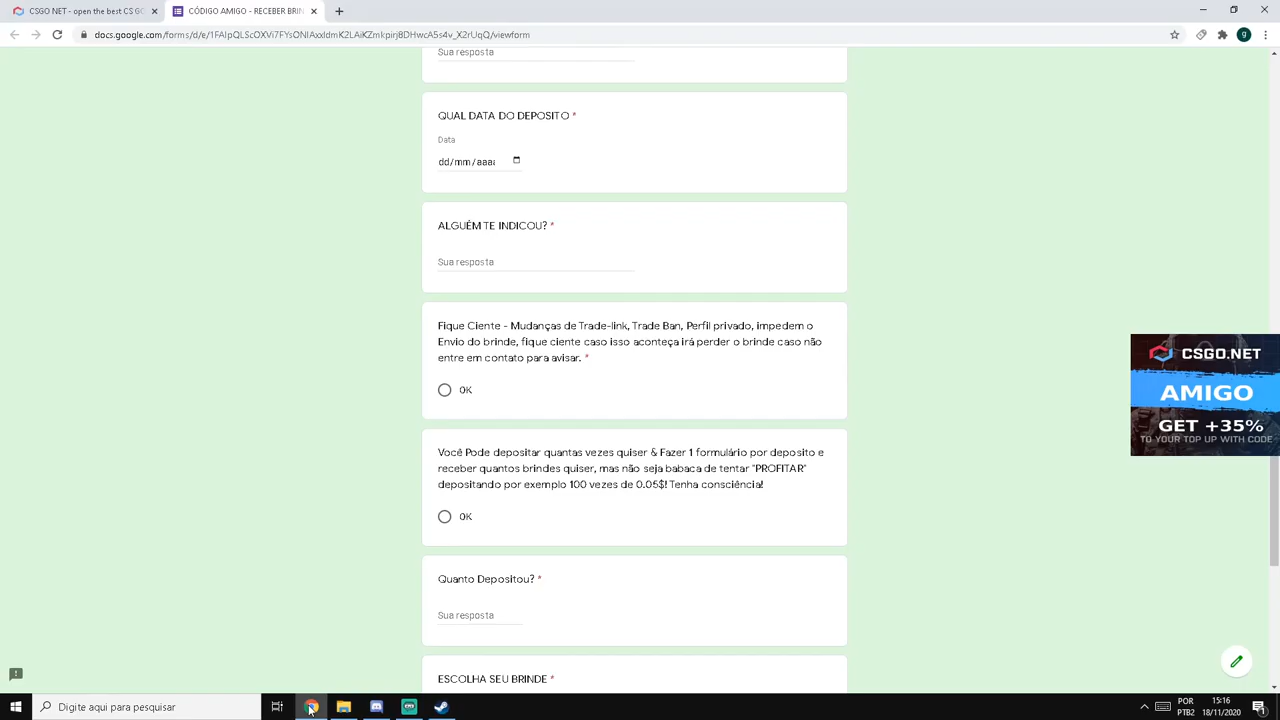 CSGO.NET - open the best CS GO
CÓDIGO AMIGO - RECEBER BRIN
docs.google.com/forms/d/e/1FAIpQLScOXVi7FYsONIAxxIdmK2LAiKZmkpirj8DHwcA5s4v_X2rUqQ/viewform
g
Sua resposta
QUAL DATA DO DEPOSITO *
Data
dd/mm/aaaa
ALGUÉM TE INDICOU? *
Sua resposta
Fique Ciente - Mudanças de Trade-link, Trade Ban, Perfil privado, impedem o
Envio do brinde, fique ciente caso isso aconteça irá perder o brinde caso não
entre em contato para avisar. *
OK
CSGO.NET
AMIGO
GET +35%
TO YOUR TOP UP WITH CODE
Você Pode depositar quantas vezes quiser & Fazer 1 formulário por deposito e
receber quantos brindes quiser, mas não seja babaca de tentar "PROFITAR"
depositando por exemplo 100 vezes de 0.05$! Tenha consciência!
OK
Quanto Depositou? *
Sua resposta
ESCOLHA SEU BRINDE *
Digite aqui para pesquisar
POR
PTB2
15:16
18/11/2020
1